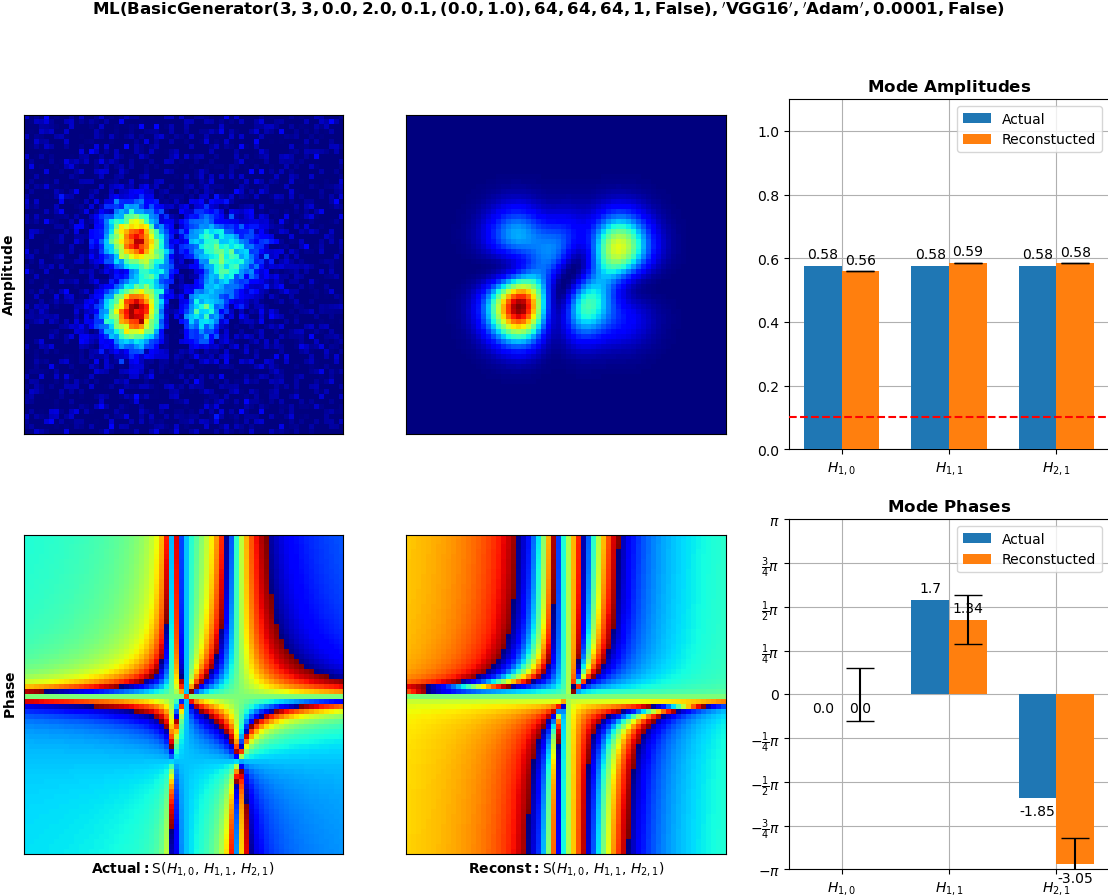 ML(BasicGenerator(3, 3, 0.0, 2.0, 0.1, (0.0, 1.0), 64, 64, 64, 1, False), 'VGG16', 'Adam', 0.0001, False)
Amplitude
Mode Amplitudes
Actual
Reconstucted
1.0
0.8
0.6
0.4
0.2
0.0
0.58 0.56 0.58 0.59 0.58 0.58
H1,0 H1,1 H2,1
Phase
Actual: S(H1,0, H1,1, H2,1)
Reconst: S(H1,0, H1,1, H2,1)
Mode Phases
Actual
Reconstucted
π
3/4π
1/2π
1/4π
0
−1/4π
−1/2π
−3/4π
−π
0.0 0.0 1.7 1.34 -1.85 -3.05
H1,0 H1,1 H2,1